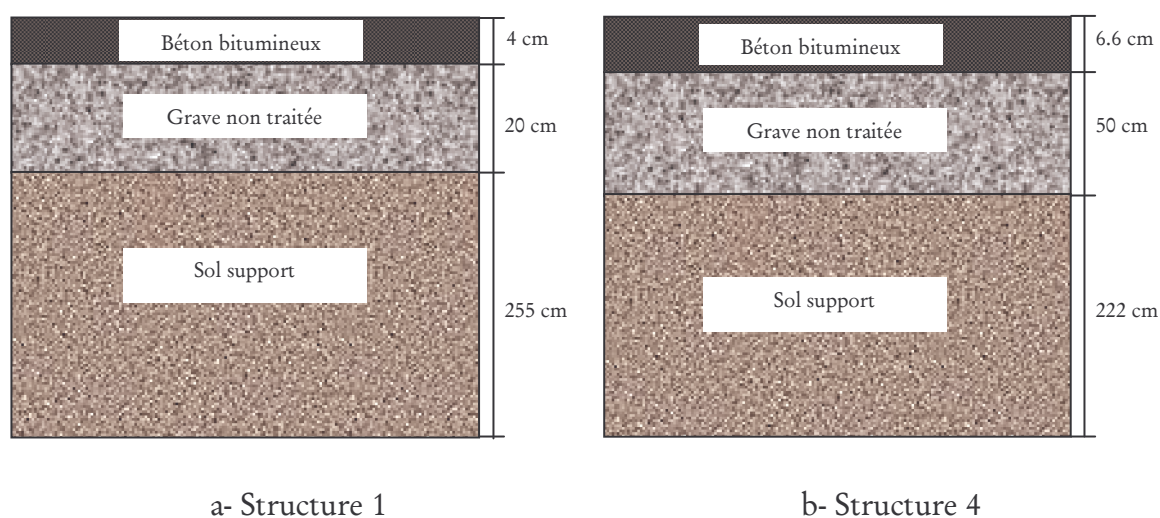 Béton bitumineux
4 cm
Grave non traitée
20 cm
Sol support
255 cm
a- Structure 1
Béton bitumineux
6.6 cm
Grave non traitée
50 cm
Sol support
222 cm
b- Structure 4